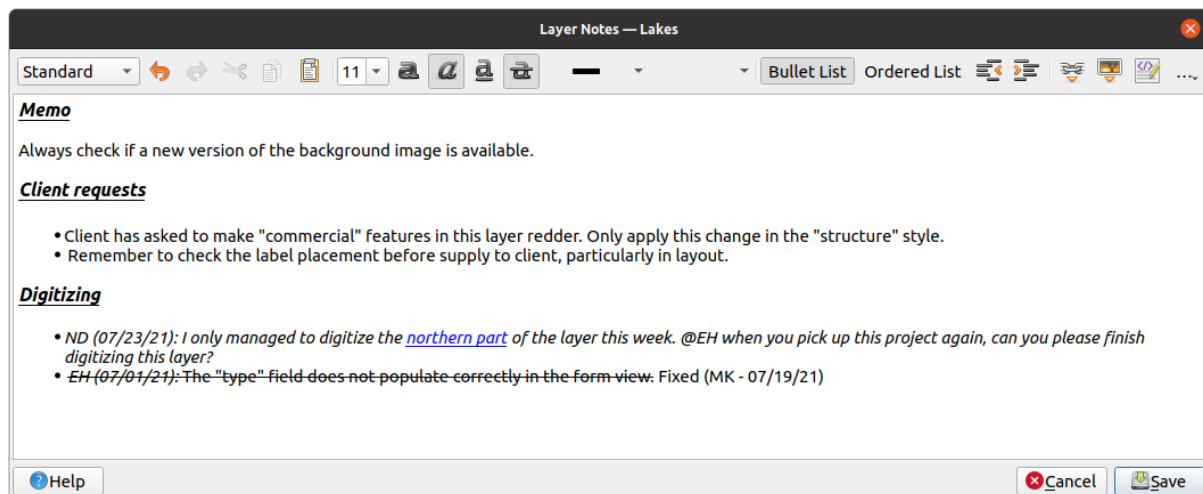 Layer Notes — Lakes
Standard 11 Bullet List Ordered List ...
Memo
Always check if a new version of the background image is available.
Client requests
• Client has asked to make "commercial" features in this layer redder. Only apply this change in the "structure" style.
• Remember to check the label placement before supply to client, particularly in layout.
Digitizing
• ND (07/23/21): I only managed to digitize the northern part of the layer this week. @EH when you pick up this project again, can you please finish
digitizing this layer?
• EH (07/01/21): The "type" field does not populate correctly in the form view. Fixed (MK - 07/19/21)
Help Cancel Save